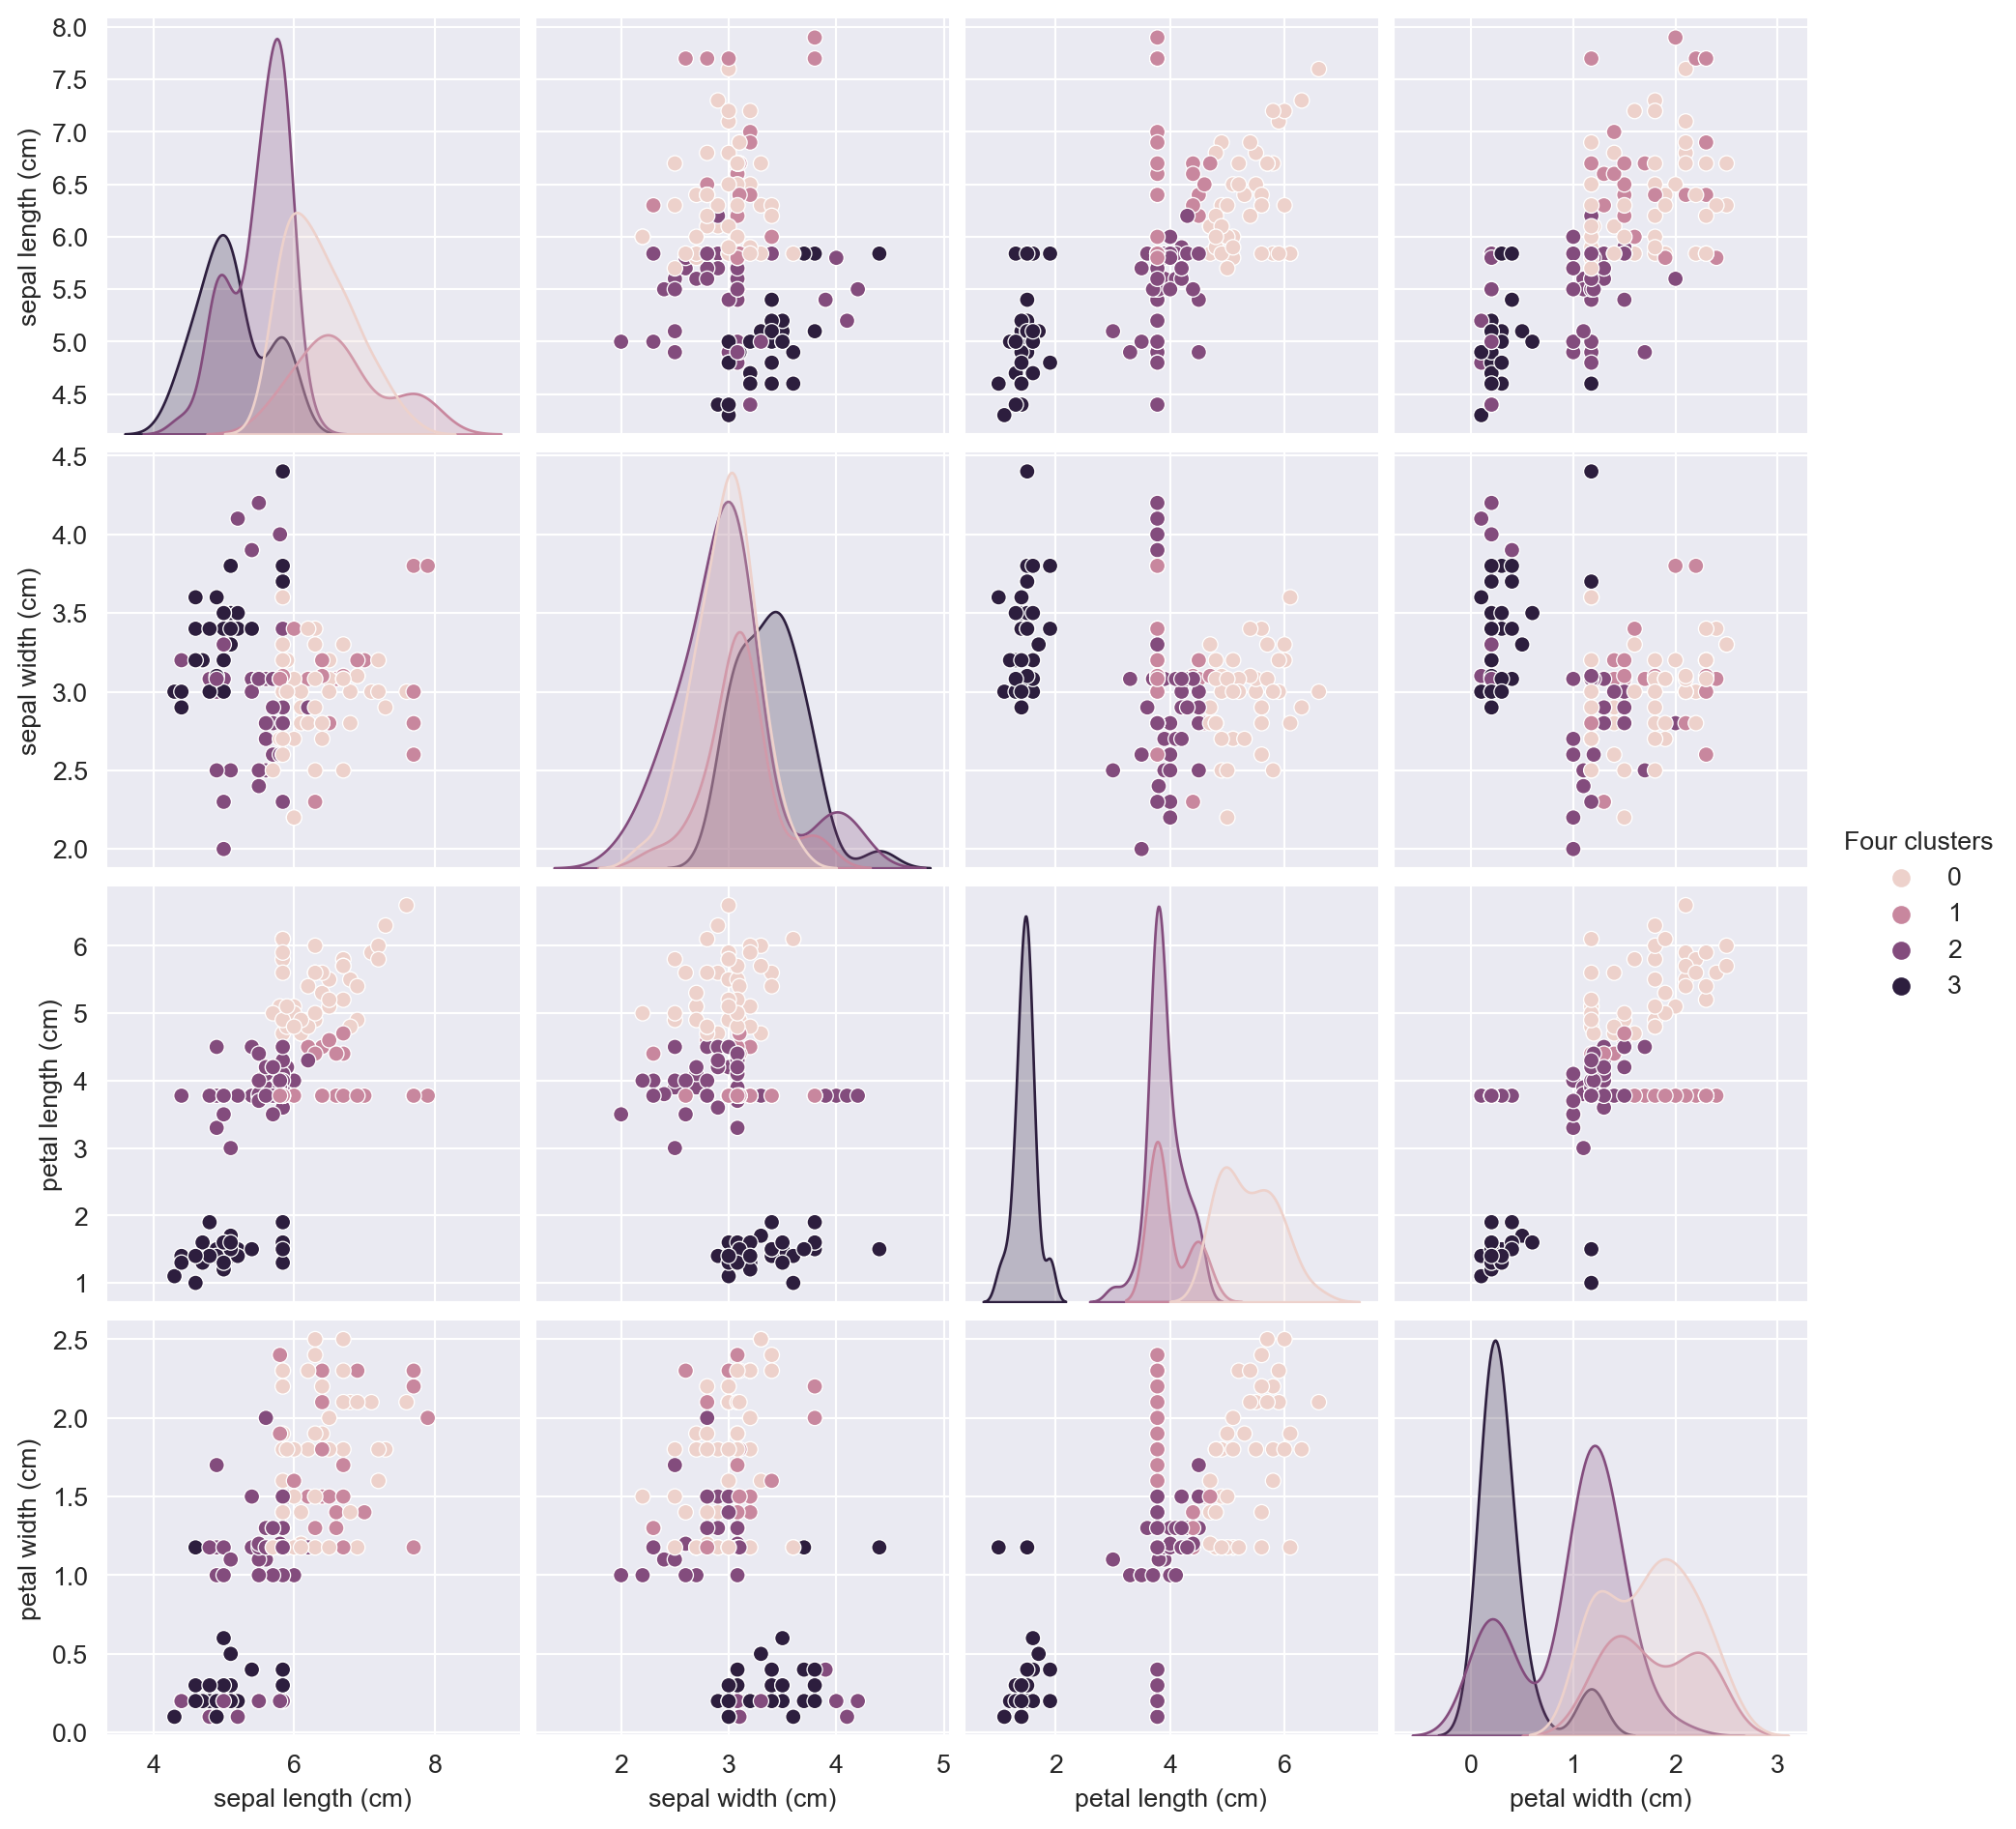 8.0
7.5
7.0
6.5
6.0
5.5
5.0
4.5
sepal length (cm)
4.5
4.0
3.5
3.0
2.5
2.0
sepal width (cm)
Four clusters
0
1
2
3
6
5
4
3
2
1
petal length (cm)
2.5
2.0
1.5
1.0
0.5
0.0
petal width (cm)
4 6 8
2 3 4 5
2 4 6
0 1 2 3
sepal length (cm)
sepal width (cm)
petal length (cm)
petal width (cm)